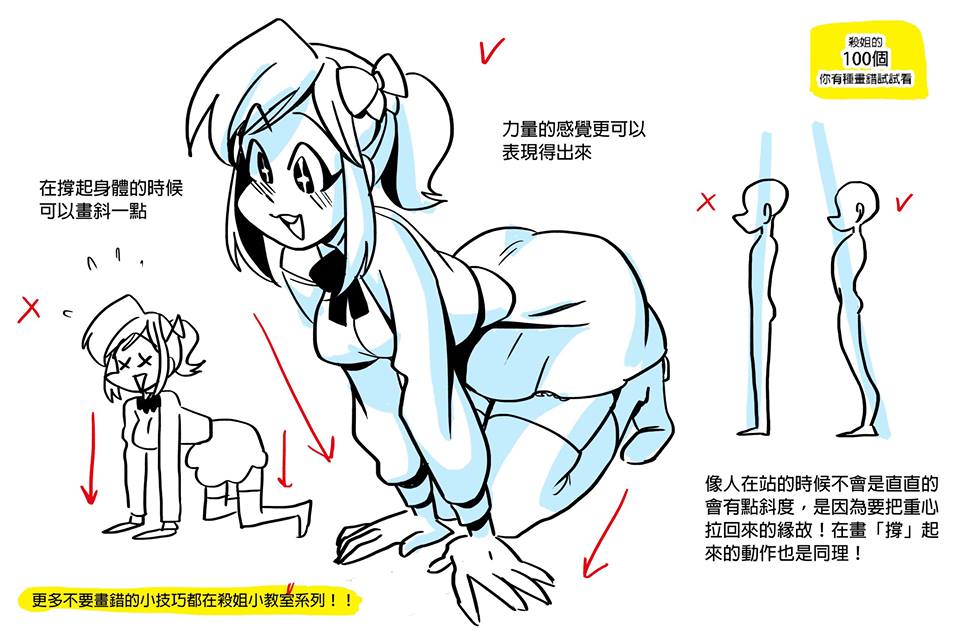 殺姐的
100個
你有種畫錯試試看
力量的感覺更可以
表現得出來
在撐起身體的時候
可以畫斜一點
像人在站的時候不會是直直的
會有點斜度，是因為要把重心
拉回來的緣故！在畫「撐」起
來的動作也是同理！
更多不要畫錯的小技巧都在殺姐小教室系列！！